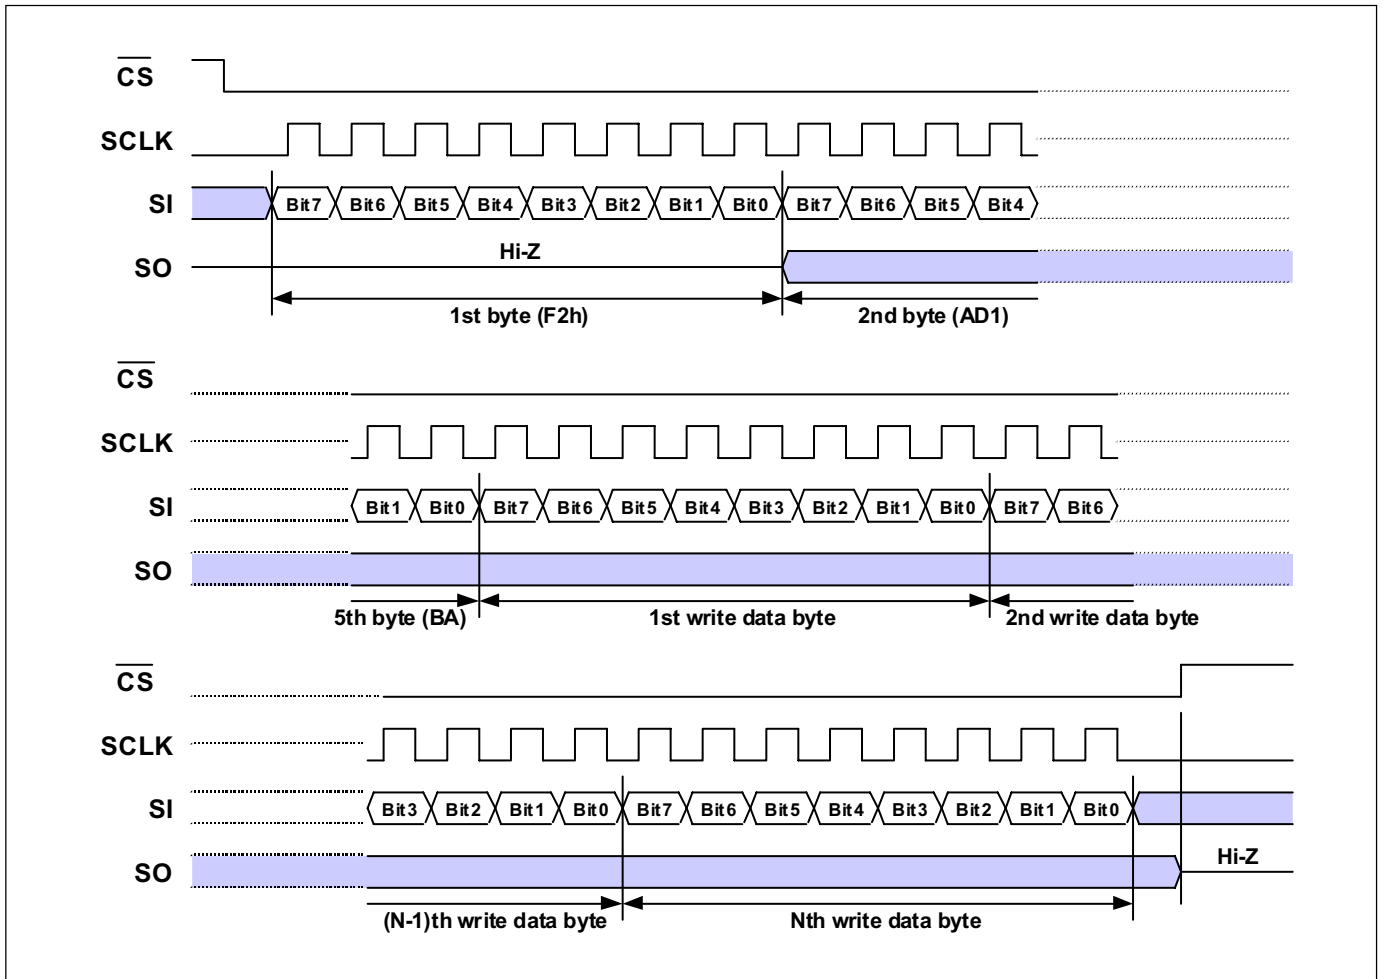 CS
SCLK
SI Bit7 Bit6 Bit5 Bit4 Bit3 Bit2 Bit1 Bit0 Bit7 Bit6 Bit5 Bit4
Hi-Z
SO
1st byte (F2h) 2nd byte (AD1)
CS
SCLK
SI Bit1 Bit0 Bit7 Bit6 Bit5 Bit4 Bit3 Bit2 Bit1 Bit0 Bit7 Bit6
SO
5th byte (BA) 1st write data byte 2nd write data byte
CS
SCLK
SI Bit3 Bit2 Bit1 Bit0 Bit7 Bit6 Bit5 Bit4 Bit3 Bit2 Bit1 Bit0
SO Hi-Z
(N-1)th write data byte Nth write data byte